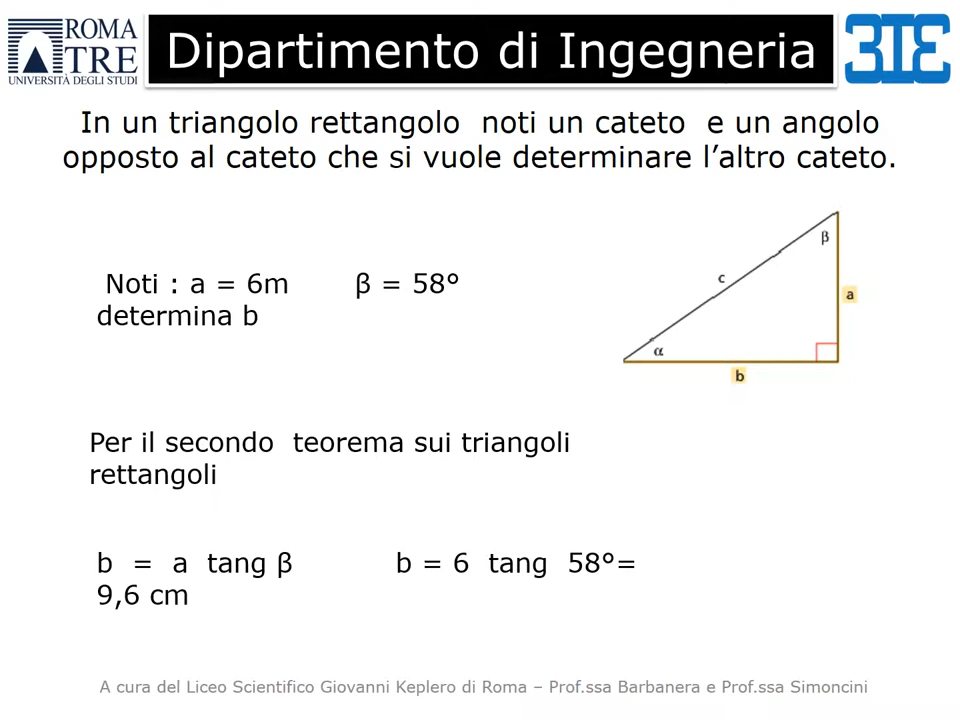 ROMA
TRE
UNIVERSITÀ DEGLI STUDI
Dipartimento di Ingegneria
In un triangolo rettangolo noti un cateto e un angolo
opposto al cateto che si vuole determinare l’altro cateto.
Noti : a = 6m β = 58°
determina b
β
c
a
α
b
Per il secondo teorema sui triangoli
rettangoli
b = a tang β b = 6 tang 58°=
9,6 cm
A cura del Liceo Scientifico Giovanni Keplero di Roma – Prof.ssa Barbanera e Prof.ssa Simoncini